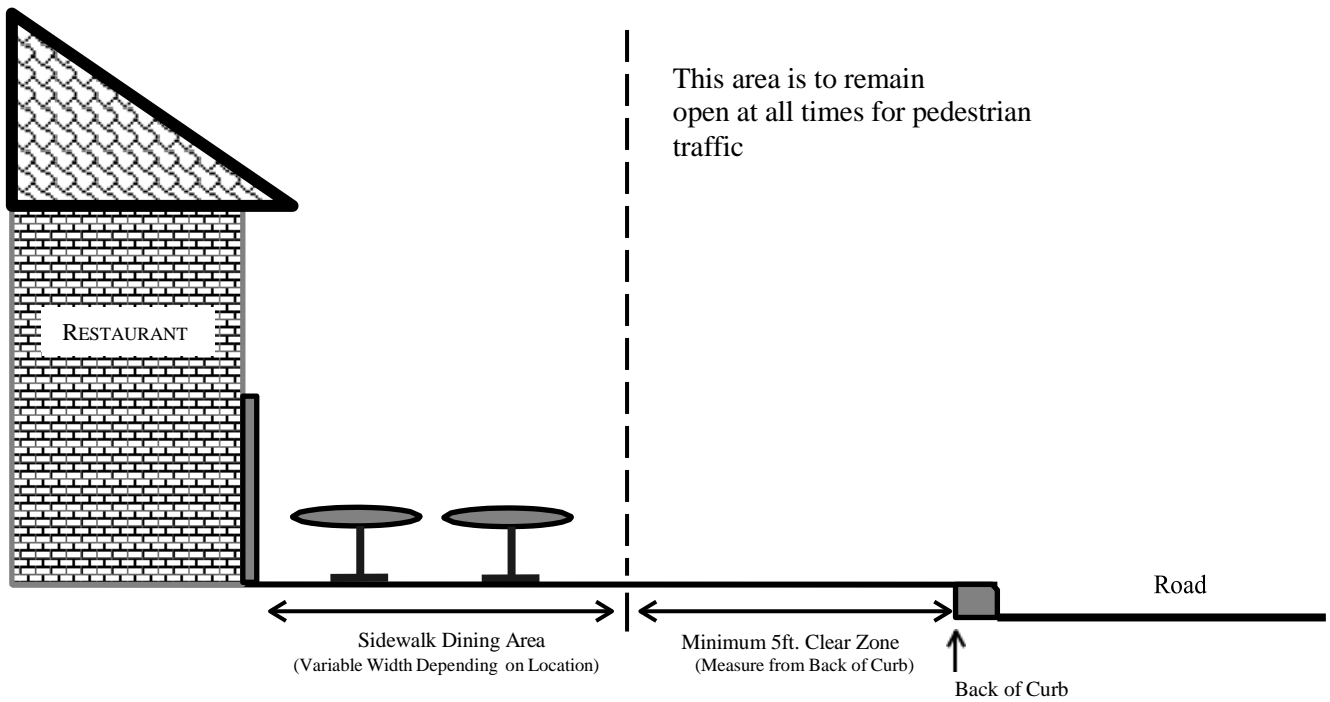 This area is to remain
open at all times for pedestrian
traffic
RESTAURANT
Road
Sidewalk Dining Area
(Variable Width Depending on Location)
Minimum 5ft. Clear Zone
(Measure from Back of Curb)
Back of Curb